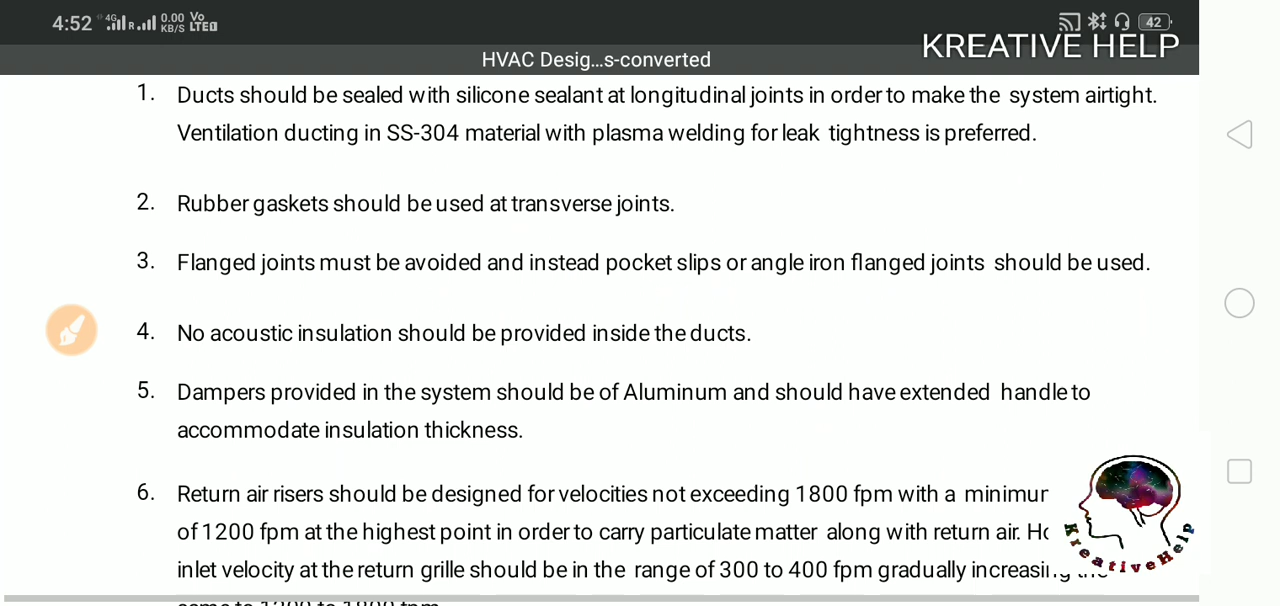 4:52 4G R 0.00 KB/S Vo LTE 42
KREATIVE HELP
HVAC Desig...s-converted
1. Ducts should be sealed with silicone sealant at longitudinal joints in order to make the system airtight.
Ventilation ducting in SS-304 material with plasma welding for leak tightness is preferred.
2. Rubber gaskets should be used at transverse joints.
3. Flanged joints must be avoided and instead pocket slips or angle iron flanged joints should be used.
4. No acoustic insulation should be provided inside the ducts.
5. Dampers provided in the system should be of Aluminum and should have extended handle to
accommodate insulation thickness.
6. Return air risers should be designed for velocities not exceeding 1800 fpm with a
of 1200 fpm at the highest point in order to carry particulate matter along with return air.
inlet velocity at the return grille should be in the range of 300 to 400 fpm gradually
KreativeHelp